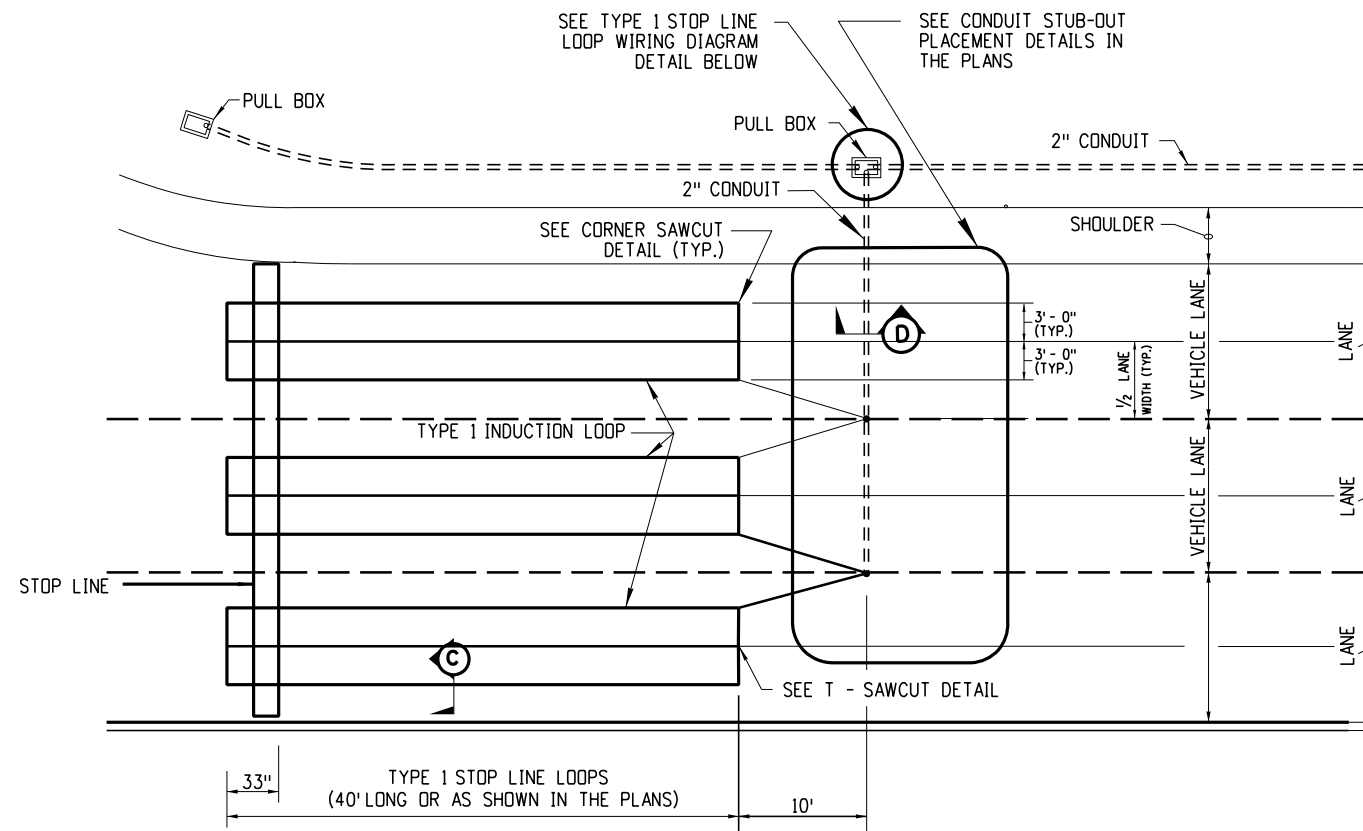 SEE TYPE 1 STOP LINE
LOOP WIRING DIAGRAM
DETAIL BELOW
SEE CONDUIT STUB-OUT
PLACEMENT DETAILS IN
THE PLANS
PULL BOX
PULL BOX
2" CONDUIT
2" CONDUIT
SEE CORNER SAWCUT
DETAIL (TYP.)
SHOULDER
D
3'- 0"
(TYP.)
3'- 0"
(TYP.)
1/2 LANE
WIDTH (TYP.)
VEHICLE LANE
LANE
TYPE 1 INDUCTION LOOP
VEHICLE LANE
LANE
STOP LINE
C
LANE
SEE T - SAWCUT DETAIL
33"
TYPE 1 STOP LINE LOOPS
(40' LONG OR AS SHOWN IN THE PLANS)
10'